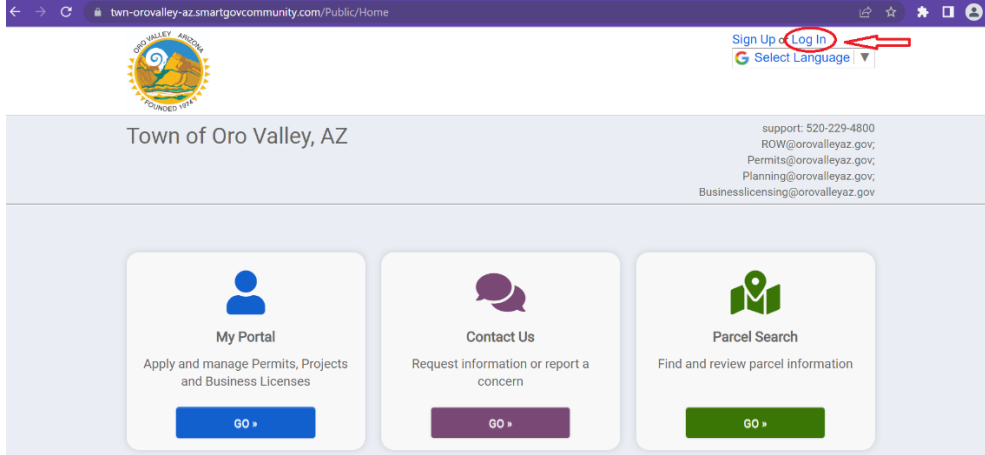 twn-orovalley-az.smartgovcommunity.com/Public/Home
ORO VALLEY ARIZONA
FOUNDED 1974
Sign Up or Log In
G Select Language ▼
Town of Oro Valley, AZ
support: 520-229-4800
ROW@orovalleyaz.gov;
Permits@orovalleyaz.gov;
Planning@orovalleyaz.gov;
Businesslicensing@orovalleyaz.gov
My Portal
Apply and manage Permits, Projects
and Business Licenses
GO »
Contact Us
Request information or report a
concern
GO »
Parcel Search
Find and review parcel information
GO »